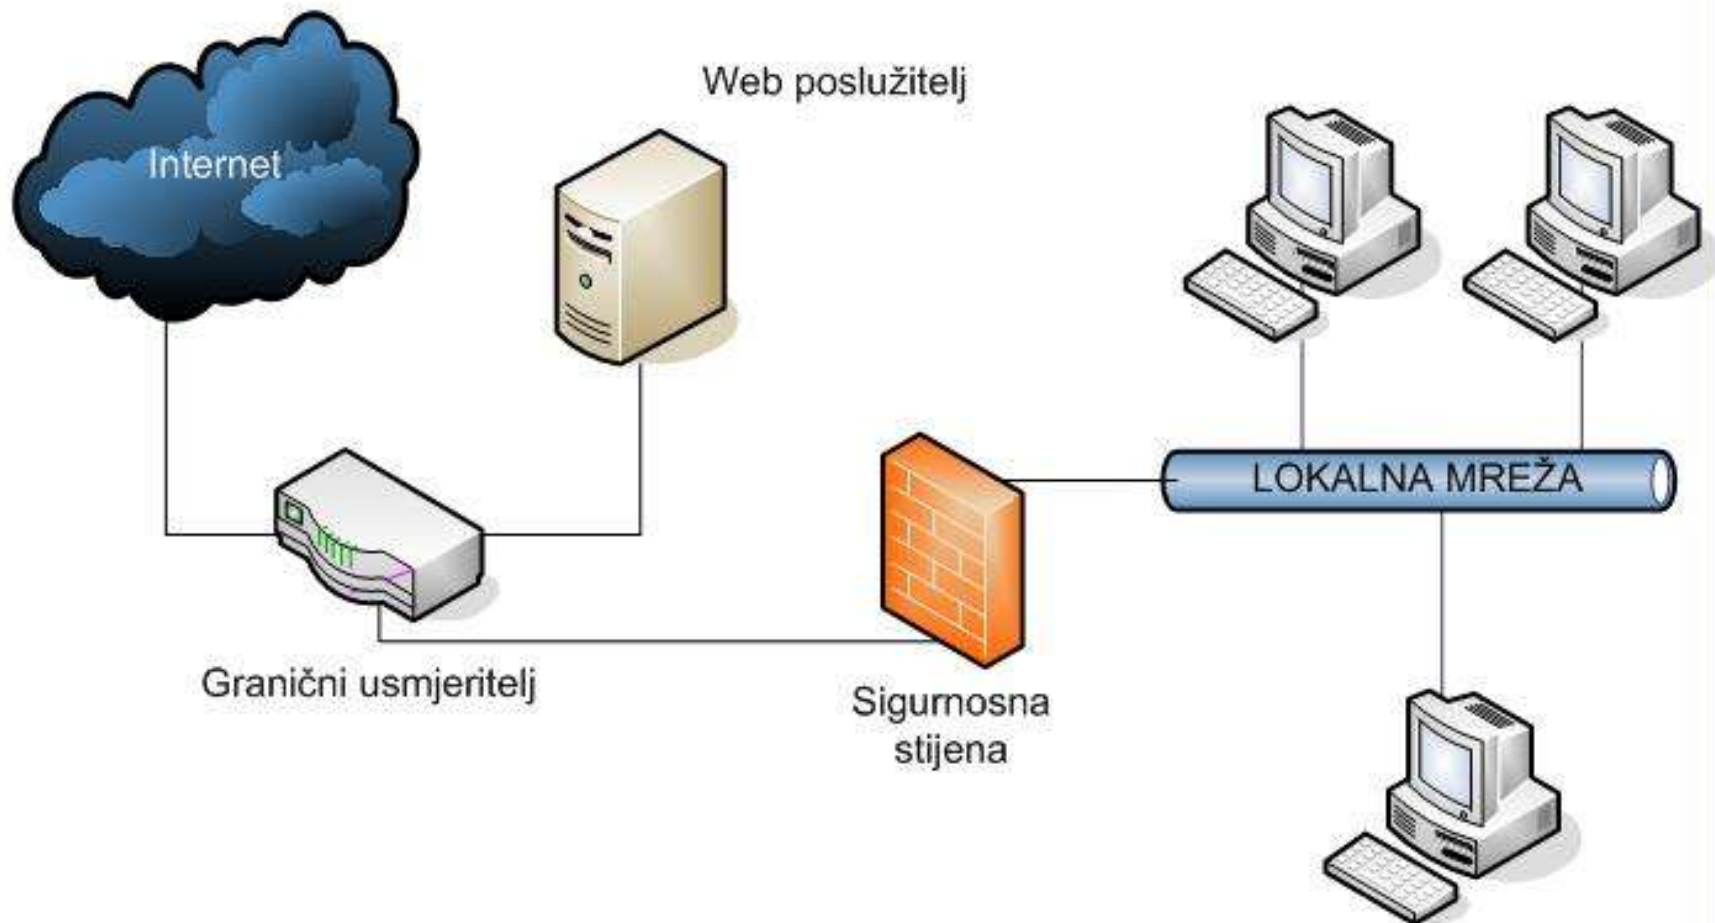 Web poslužitelj
Internet
LOKALNA MREŽA
Granični usmjeritelj
Sigurnosna
stijena